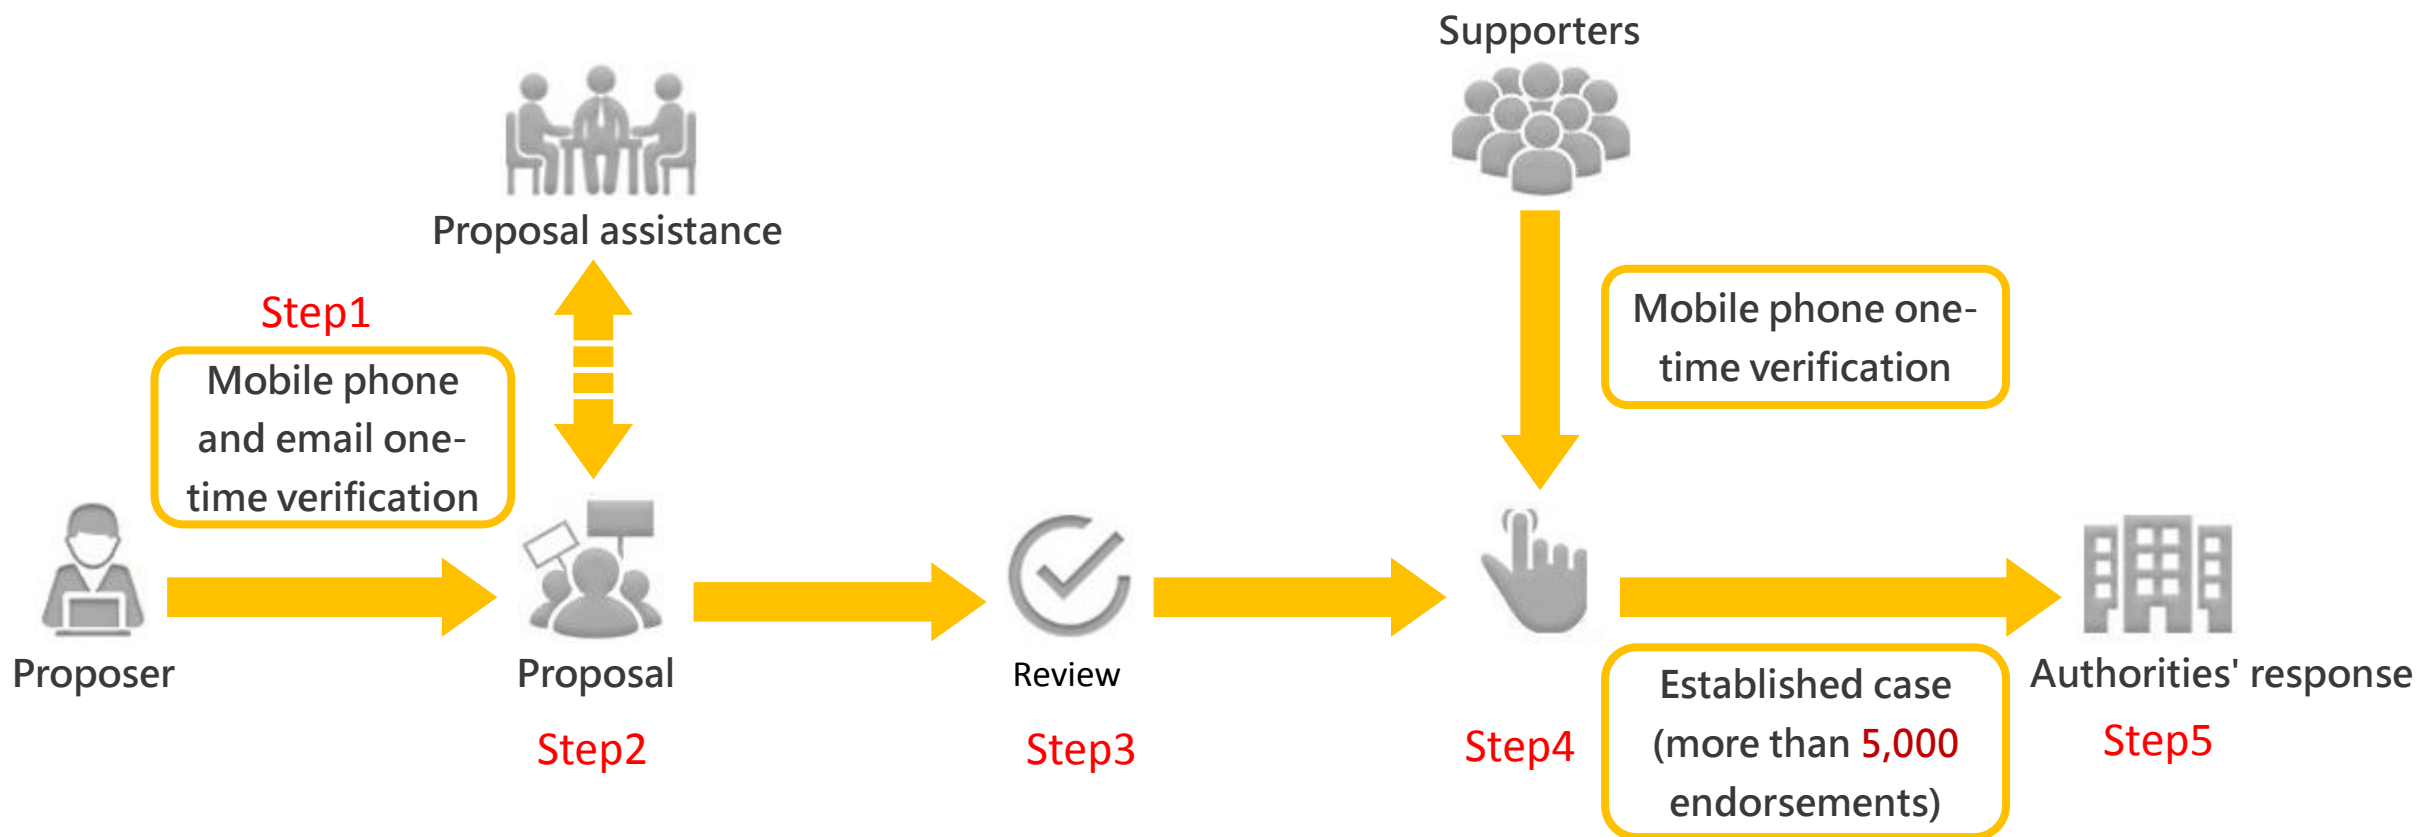 Supporters
Proposal assistance
Step1
Mobile phone
and email one-
time verification
Mobile phone one-
time verification
Proposer
Proposal
Review
Authorities' response
Step2
Step3
Step4
Established case
(more than 5,000
endorsements)
Step5